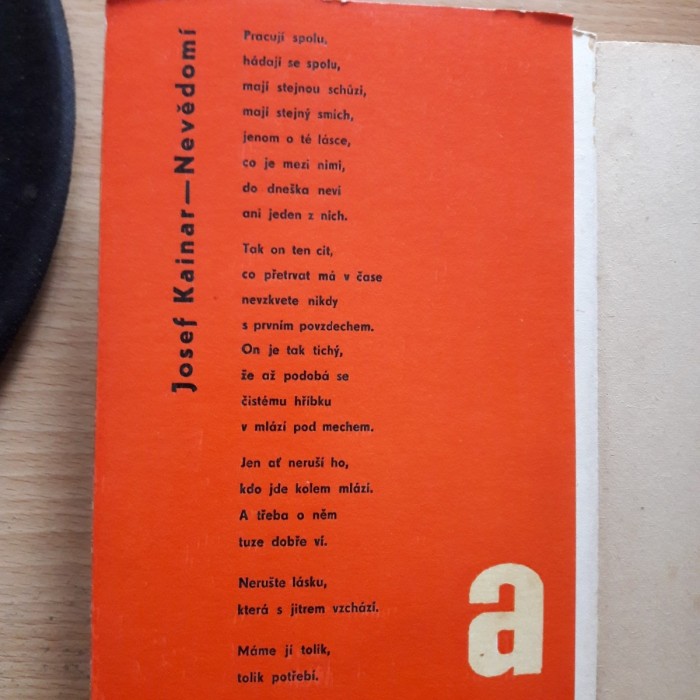 Josef Kainar—Nevědomí
Pracují spolu,
hádají se spolu,
mají stejnou schůzi,
mají stejný smích,
jenom o té lásce,
co je mezi nimi,
do dneška neví
ani jeden z nich.
Tak on ten cit,
co přetrvat má v čase
nevzkvete nikdy
s prvním povzdechem.
On je tak tichý,
že až podobá se
čistému hříbku
v mlází pod mechem.
Jen ať neruší ho,
kdo jde kolem mlází.
A třeba o něm
tuze dobře ví.
Nerušte lásku,
která s jitrem vzchází.
Máme jí tolik,
tolik potřebí.
a